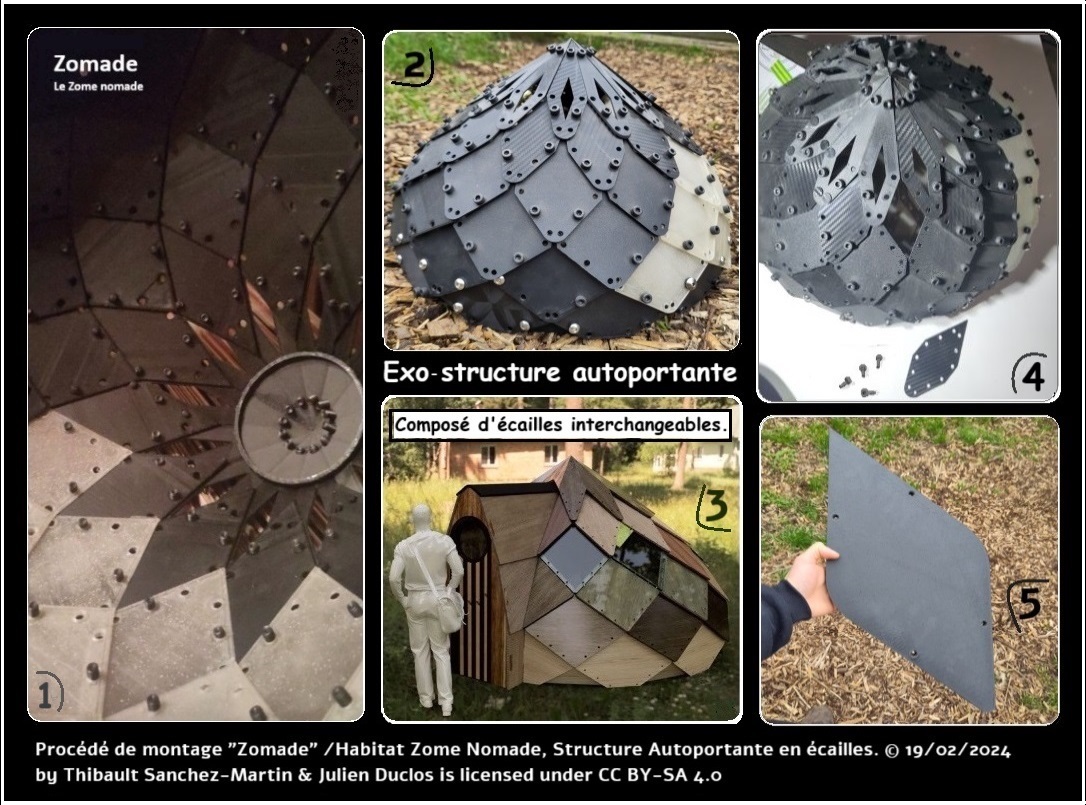 Zomade
Le Zome nomade
1
2
Exo-structure autoportante
Composé d'écailles interchangeables.
3
4
5
Procédé de montage "Zomade" /Habitat Zome Nomade, Structure Autoportante en écailles. © 19/02/2024
by Thibault Sanchez-Martin & Julien Duclos is licensed under CC BY-SA 4.0